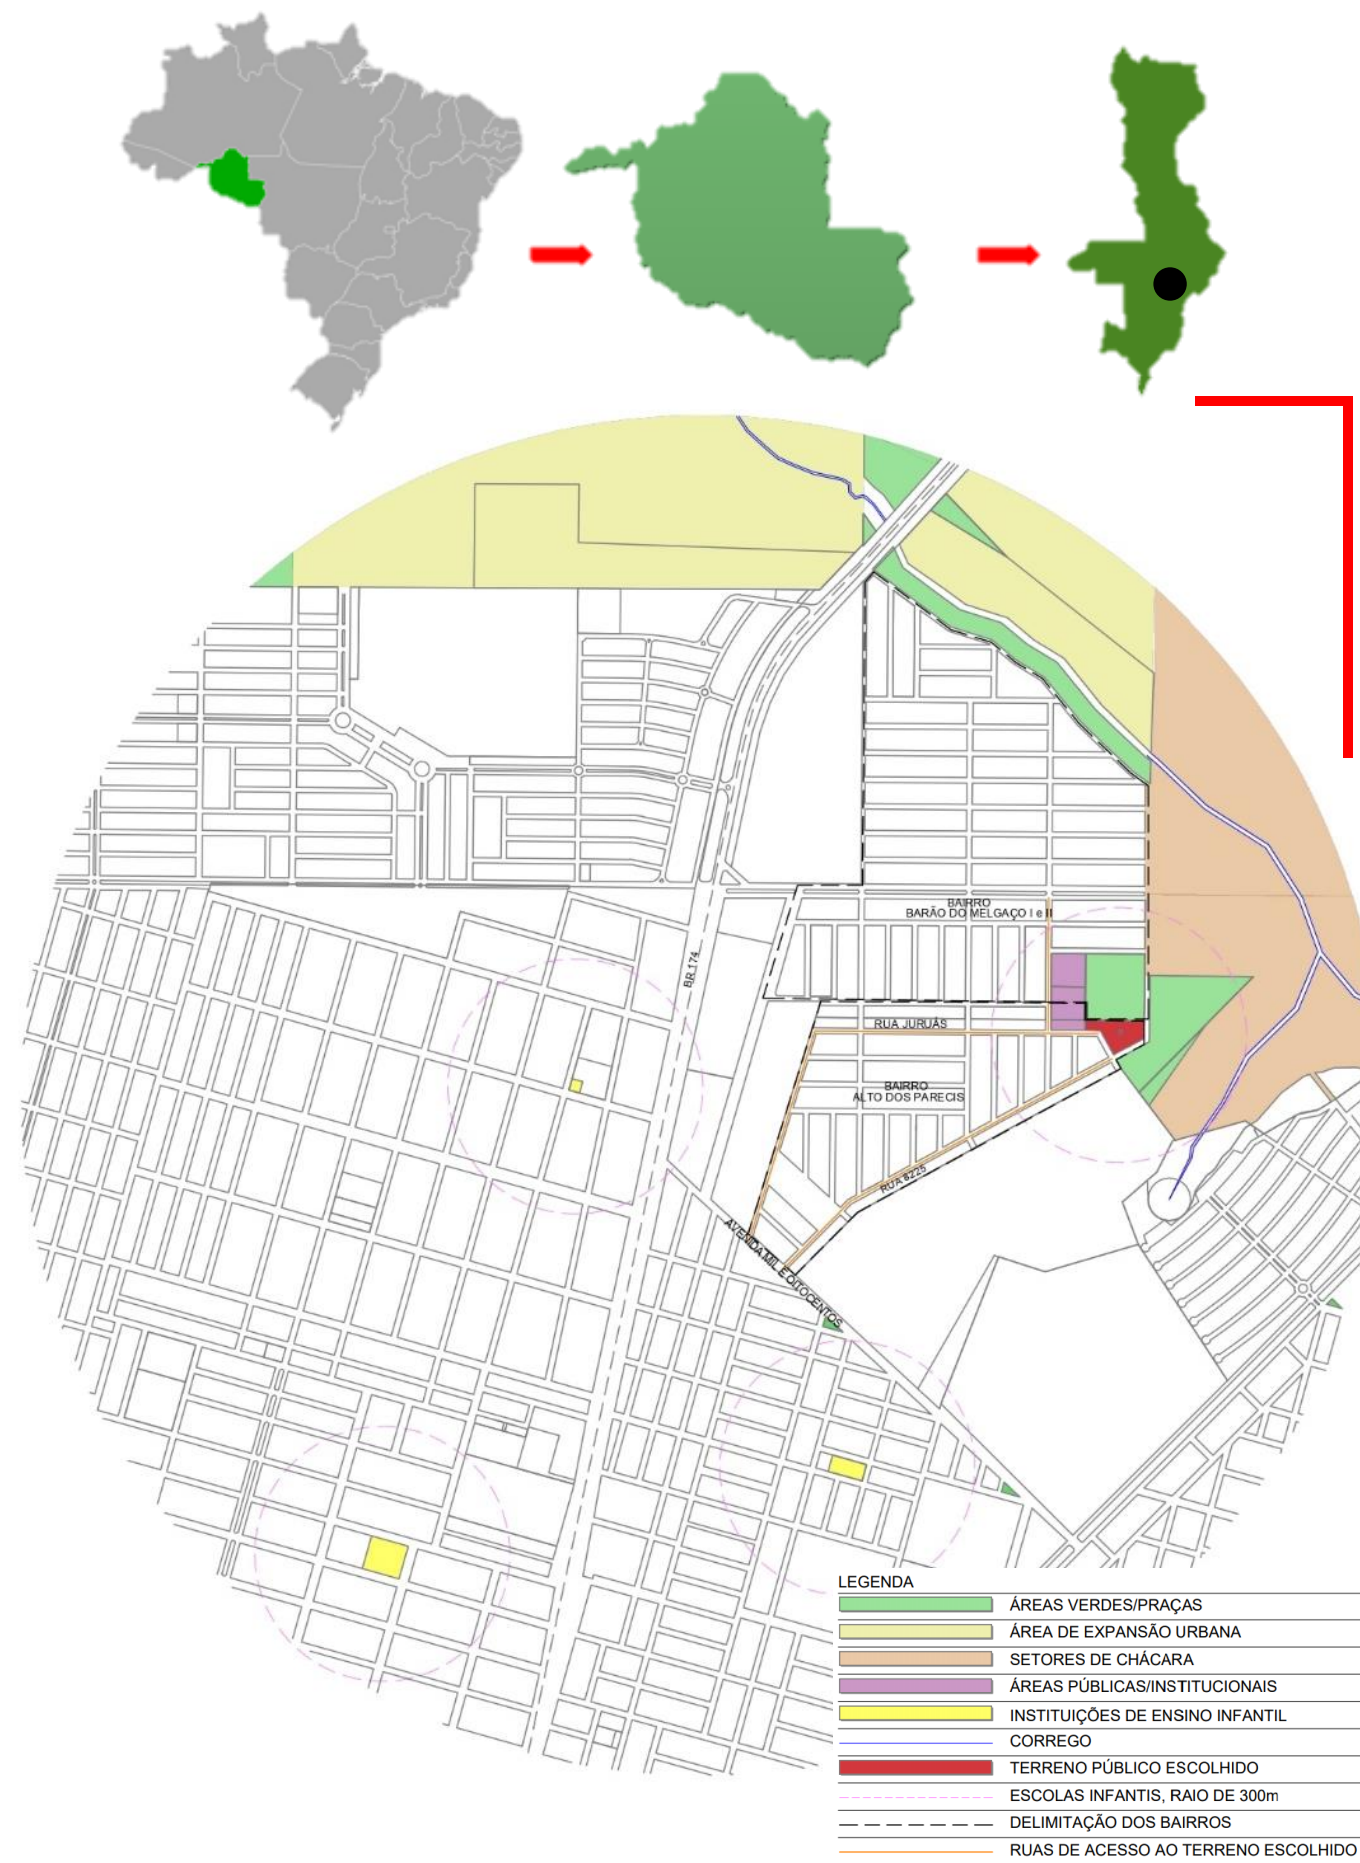 BAIRRO
BARÃO DO MELGAÇO I e II
BR 174
RUA JURUÁS
BAIRRO
ALTO DOS PARECIS
RUA 8225
AVENIDA MIL E OITOCENTOS
LEGENDA
ÁREAS VERDES/PRAÇAS
ÁREA DE EXPANSÃO URBANA
SETORES DE CHÁCARA
ÁREAS PÚBLICAS/INSTITUCIONAIS
INSTITUIÇÕES DE ENSINO INFANTIL
CORREGO
TERRENO PÚBLICO ESCOLHIDO
ESCOLAS INFANTIS, RAIO DE 300m
DELIMITAÇÃO DOS BAIRROS
RUAS DE ACESSO AO TERRENO ESCOLHIDO